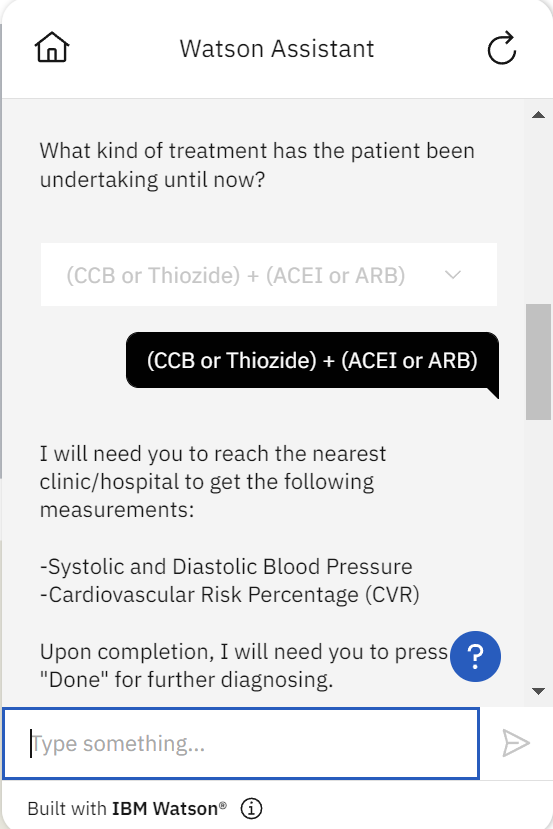 Watson Assistant
What kind of treatment has the patient been
undertaking until now?
(CCB or Thiozide) + (ACEI or ARB)
(CCB or Thiozide) + (ACEI or ARB)
I will need you to reach the nearest
clinic/hospital to get the following
measurements:
-Systolic and Diastolic Blood Pressure
-Cardiovascular Risk Percentage (CVR)
Upon completion, I will need you to press
"Done" for further diagnosing.
?
Type something...
Built with IBM Watson®